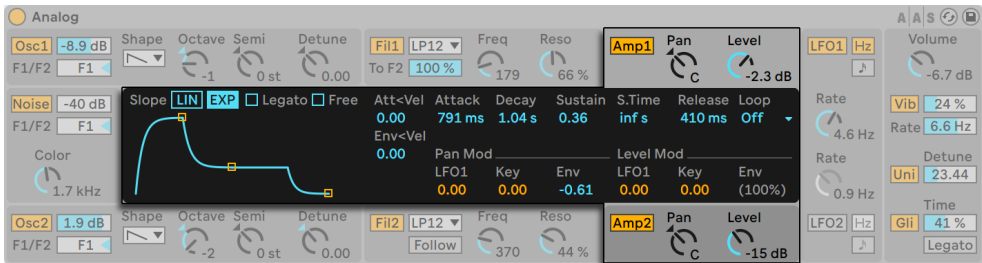 Analog
AAS
Osc1 -8.9 dB Shape Octave Semi Detune
F1/F2 F1 -1 0 st 0.00
Fil1 LP12 Freq Reso
To F2 100 % 179 66 %
Amp1 Pan Level
C -2.3 dB
LFO1 Hz
Volume
-6.7 dB
Noise -40 dB
F1/F2 F1
Color
1.7 kHz
Slope LIN EXP Legato Free
Att<Vel Attack Decay Sustain S.Time Release Loop
0.00 791 ms 1.04 s 0.36 inf s 410 ms Off
Env<Vel
0.00
Pan Mod Level Mod
LFO1 Key Env LFO1 Key Env
0.00 0.00 -0.61 0.00 0.00 (100%)
Rate
4.6 Hz
Rate
0.9 Hz
Vib 24 %
Rate 6.6 Hz
Detune
Uni 23.44
Osc2 1.9 dB Shape Octave Semi Detune
F1/F2 F1 -2 0 st 0.00
Fil2 LP12 Freq Reso
Follow 370 44 %
Amp2 Pan Level
C -15 dB
LFO2 Hz
Time
Gli 41 %
Legato